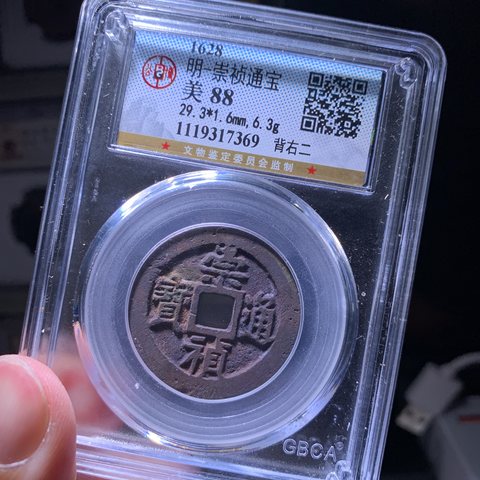 1628
明 崇祯通宝
美 88
29.3*1.6mm, 6.3g
1119317369 背右二
★ 文物鉴定委员会监制 ★
崇禎通寶
GBCA